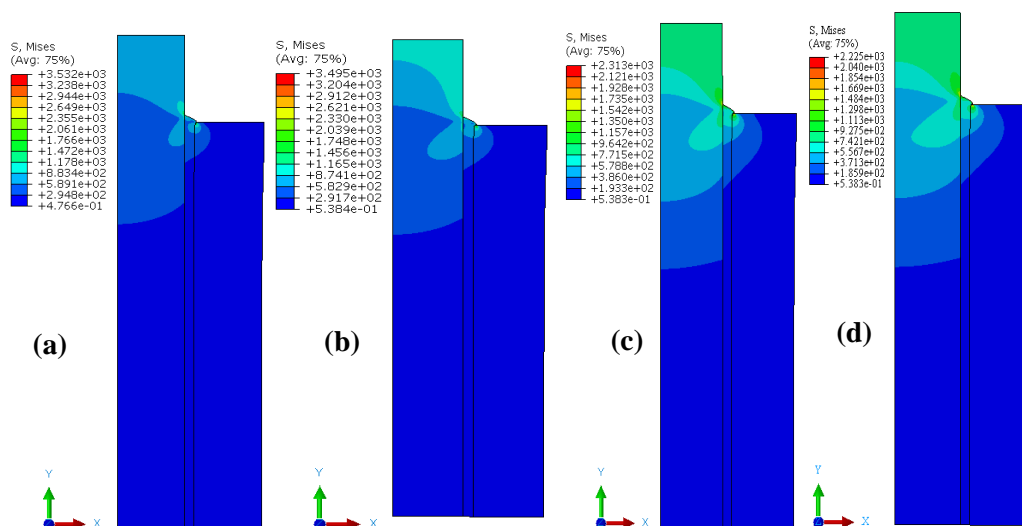 S, Mises
(Avg: 75%)
+3.532e+03
+3.238e+03
+2.944e+03
+2.649e+03
+2.355e+03
+2.061e+03
+1.766e+03
+1.472e+03
+1.178e+03
+8.834e+02
+5.891e+02
+2.948e+02
+4.766e-01
(a)
Y
X
S, Mises
(Avg: 75%)
+3.495e+03
+3.204e+03
+2.912e+03
+2.621e+03
+2.330e+03
+2.039e+03
+1.748e+03
+1.456e+03
+1.165e+03
+8.741e+02
+5.829e+02
+2.917e+02
+5.384e-01
(b)
Y
X
S, Mises
(Avg: 75%)
+2.313e+03
+2.121e+03
+1.928e+03
+1.735e+03
+1.542e+03
+1.350e+03
+1.157e+03
+9.642e+02
+7.715e+02
+5.788e+02
+3.860e+02
+1.933e+02
+5.383e-01
(c)
Y
X
S, Mises
(Avg: 75%)
+2.225e+03
+2.040e+03
+1.854e+03
+1.669e+03
+1.484e+03
+1.298e+03
+1.113e+03
+9.275e+02
+7.421e+02
+5.567e+02
+3.713e+02
+1.859e+02
+5.383e-01
(d)
Y
X